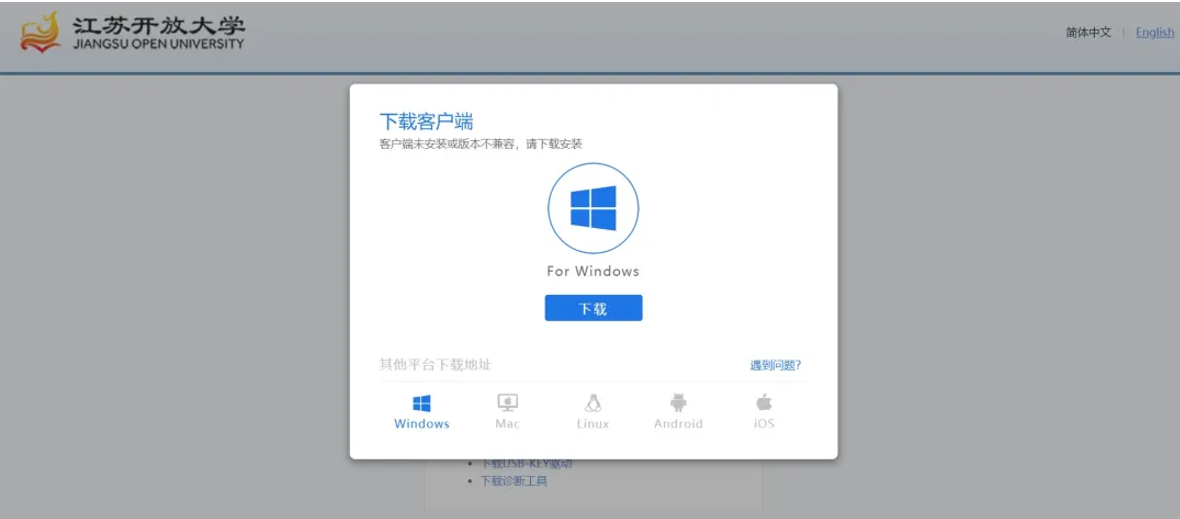 江苏开放大学
JIANGSU OPEN UNIVERSITY
简体中文 | English
下载客户端
客户端未安装或版本不兼容，请下载安装
For Windows
下载
其他平台下载地址 遇到问题?
Windows Mac Linux Android iOS
下载USB-KEY驱动
下载诊断工具